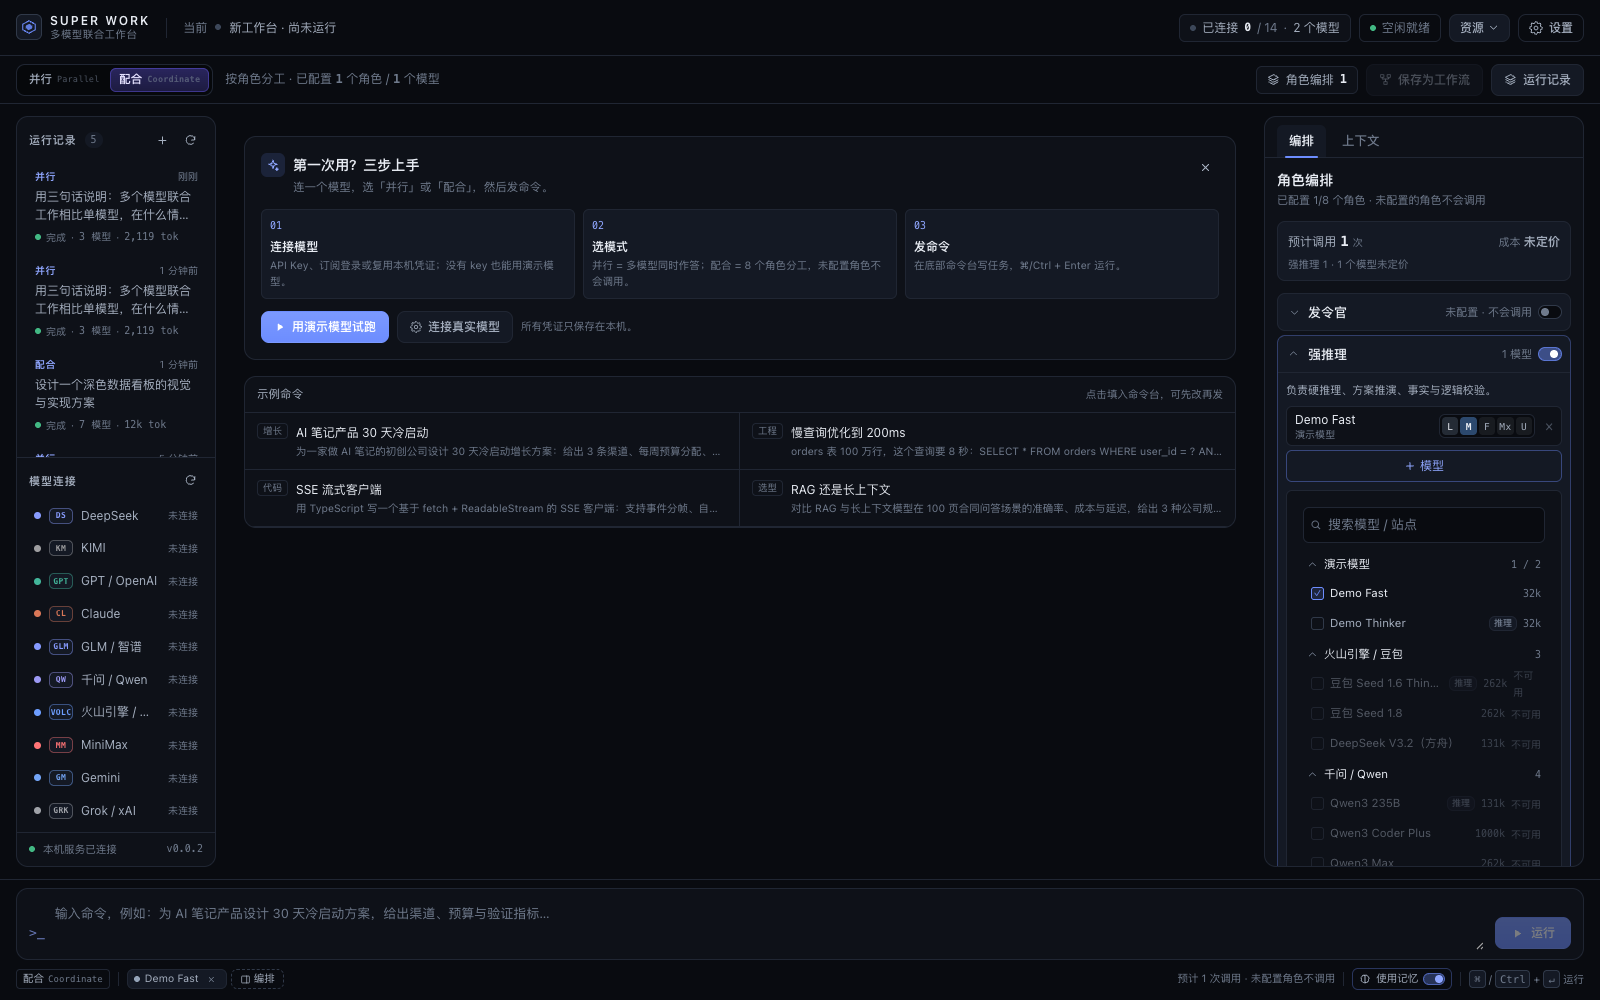 SUPER WORK
多模型联合工作台
当前 新工作台 · 尚未运行
已连接 0 / 14 · 2 个模型
空闲就绪
资源
设置
并行 Parallel
配合 Coordinate
按角色分工 · 已配置 1 个角色 / 1 个模型
角色编排 1
保存为工作流
运行记录
运行记录 5
并行 刚刚
用三句话说明：多个模型联合
工作相比单模型，在什么情...
完成 · 3 模型 · 2,119 tok
并行 1 分钟前
用三句话说明：多个模型联合
工作相比单模型，在什么情...
完成 · 3 模型 · 2,119 tok
配合 1 分钟前
设计一个深色数据看板的视觉
与实现方案
完成 · 7 模型 · 12k tok
模型连接
DS DeepSeek 未连接
KM KIMI 未连接
GPT GPT / OpenAI 未连接
CL Claude 未连接
GLM GLM / 智谱 未连接
QW 千问 / Qwen 未连接
VOLC 火山引擎 / ... 未连接
MM MiniMax 未连接
GM Gemini 未连接
GRK Grok / xAI 未连接
本机服务已连接 v0.0.2
第一次用？三步上手
连一个模型，选「并行」或「配合」，然后发命令。
01
连接模型
API Key、订阅登录或复用本机凭证；没有 key 也能用演示模
型。
02
选模式
并行 = 多模型同时作答；配合 = 8 个角色分工，未配置角色不
会调用。
03
发命令
在底部命令台写任务，⌘/Ctrl + Enter 运行。
用演示模型试跑
连接真实模型
所有凭证只保存在本机。
示例命令 点击填入命令台，可先改再发
增长 AI 笔记产品 30 天冷启动
为一家做 AI 笔记的初创公司设计 30 天冷启动增长方案：给出 3 条渠道、每周预算分配、...
工程 慢查询优化到 200ms
orders 表 100 万行，这个查询要 8 秒：SELECT * FROM orders WHERE user_id = ? AN...
代码 SSE 流式客户端
用 TypeScript 写一个基于 fetch + ReadableStream 的 SSE 客户端：支持事件分帧、自...
选型 RAG 还是长上下文
对比 RAG 与长上下文模型在 100 页合同问答场景的准确率、成本与延迟，给出 3 种公司规...
编排 上下文
角色编排
已配置 1/8 个角色 · 未配置的角色不会调用
预计调用 1 次 成本 未定价
强推理 1 · 1 个模型未定价
发令官 未配置 · 不会调用
强推理 1 模型
负责硬推理、方案推演、事实与逻辑校验。
Demo Fast
演示模型
L M F Mx U ×
+ 模型
搜索模型 / 站点
演示模型 1 / 2
Demo Fast 32k
Demo Thinker 推理 32k
火山引擎 / 豆包 3
豆包 Seed 1.6 Thin... 推理 262k 不可用
豆包 Seed 1.8 262k 不可用
DeepSeek V3.2（方舟） 131k 不可用
千问 / Qwen 4
Qwen3 235B 推理 131k 不可用
Qwen3 Coder Plus 1000k 不可用
Qwen3 Max 262k 不可用
输入命令，例如：为 AI 笔记产品设计 30 天冷启动方案，给出渠道、预算与验证指标...
>_
运行
配合 Coordinate
Demo Fast ×
编排
预计 1 次调用 · 未配置角色不调用
使用记忆
⌘ / Ctrl + ↵ 运行